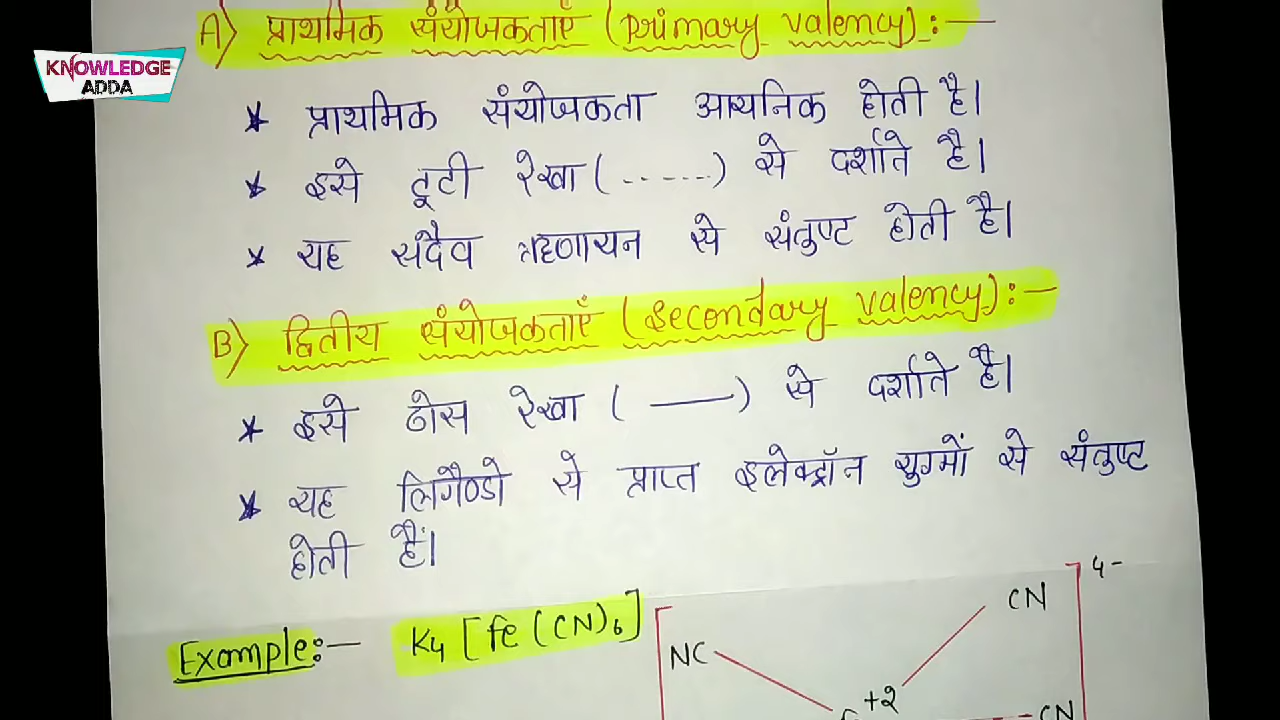 A) प्राथमिक संयोजकताएँ (Primary valency) :—
KNOWLEDGE
ADDA
* प्राथमिक संयोजकता आयनिक होती है।
* इसे टूटी रेखा (......) से दर्शाते है।
* यह सदैव ऋणायन से संतुष्ट होती है।
B) द्वितीय संयोजकताएँ (Secondary valency) :—
* इसे ठोस रेखा ( —— ) से दर्शाते है।
* यह लिगैण्डो से प्राप्त इलेक्ट्रॉन युग्मों से संतुष्ट
होती हैं।
Example:— K4 [Fe (CN)6]
4-
CN
NC
+2
CN